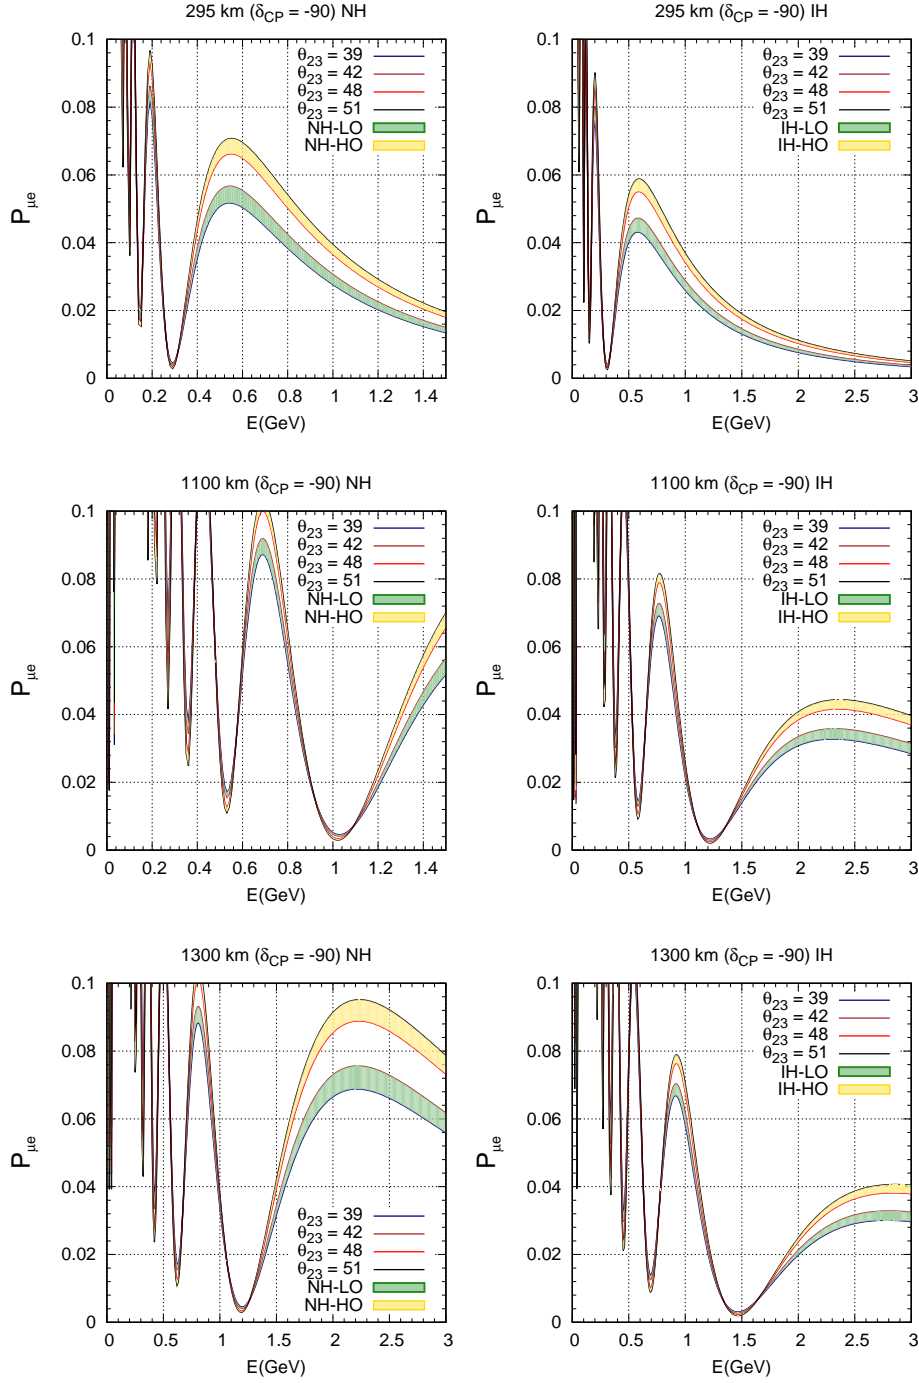 295 km (δCP = -90) NH
Pμe
0.1
0.08
0.06
0.04
0.02
0
θ23 = 39
θ23 = 42
θ23 = 48
θ23 = 51
NH-LO
NH-HO
0 0.2 0.4 0.6 0.8 1 1.2 1.4
E(GeV)
295 km (δCP = -90) IH
Pμe
0.1
0.08
0.06
0.04
0.02
0
θ23 = 39
θ23 = 42
θ23 = 48
θ23 = 51
IH-LO
IH-HO
0 0.5 1 1.5 2 2.5 3
E(GeV)
1100 km (δCP = -90) NH
Pμe
0.1
0.08
0.06
0.04
0.02
0
θ23 = 39
θ23 = 42
θ23 = 48
θ23 = 51
NH-LO
NH-HO
0 0.2 0.4 0.6 0.8 1 1.2 1.4
E(GeV)
1100 km (δCP = -90) IH
Pμe
0.1
0.08
0.06
0.04
0.02
0
θ23 = 39
θ23 = 42
θ23 = 48
θ23 = 51
IH-LO
IH-HO
0 0.5 1 1.5 2 2.5 3
E(GeV)
1300 km (δCP = -90) NH
Pμe
0.1
0.08
0.06
0.04
0.02
0
θ23 = 39
θ23 = 42
θ23 = 48
θ23 = 51
NH-LO
NH-HO
0 0.5 1 1.5 2 2.5 3
E(GeV)
1300 km (δCP = -90) IH
Pμe
0.1
0.08
0.06
0.04
0.02
0
θ23 = 39
θ23 = 42
θ23 = 48
θ23 = 51
IH-LO
IH-HO
0 0.5 1 1.5 2 2.5 3
E(GeV)